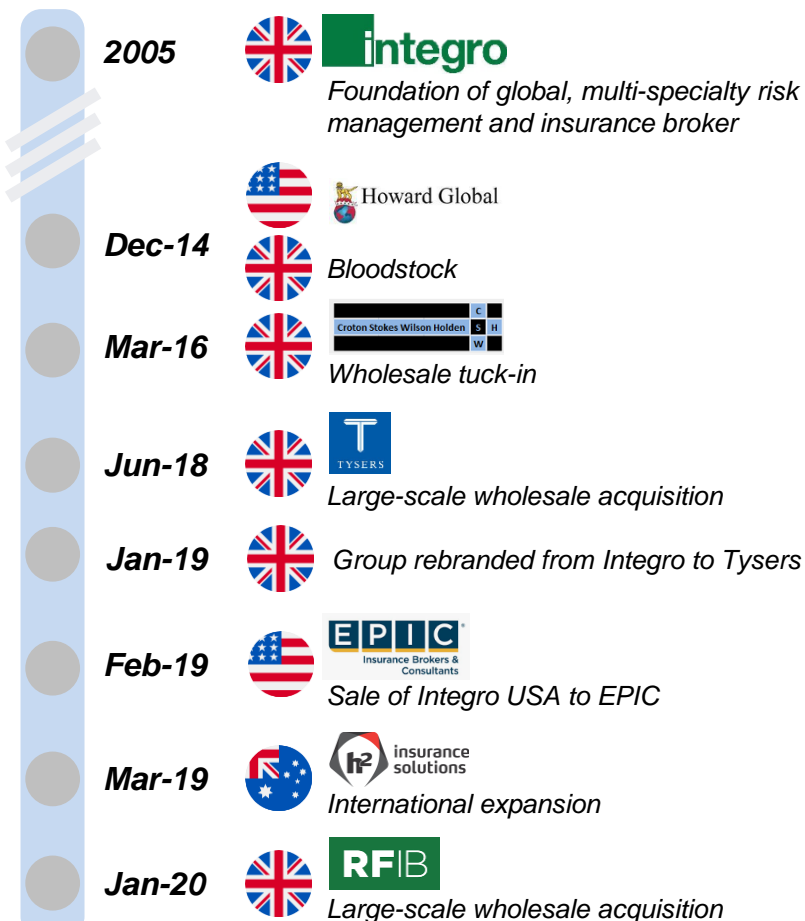 2005
integro
Foundation of global, multi-specialty risk
management and insurance broker
Dec-14
Howard Global
Bloodstock
Mar-16
C
Croton Stokes Wilson Holden S H
W
Wholesale tuck-in
Jun-18
T
TYSERS
Large-scale wholesale acquisition
Jan-19
Group rebranded from Integro to Tysers
Feb-19
EPIC
Insurance Brokers &
Consultants
Sale of Integro USA to EPIC
Mar-19
h2 insurance
solutions
International expansion
Jan-20
RFIB
Large-scale wholesale acquisition